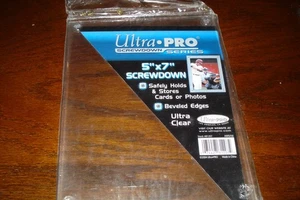 Ultra·PRO
SCREWDOWN SERIES
5"x7"
SCREWDOWN
Safely Holds
& Stores
Cards or Photos
Beveled Edges
Ultra
Clear